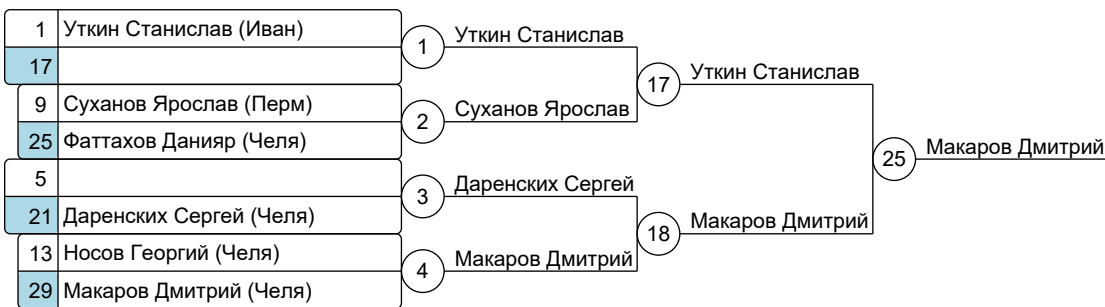 1 Уткин Станислав (Иван)
17
9 Суханов Ярослав (Перм)
25 Фаттахов Данияр (Челя)
5
21 Даренских Сергей (Челя)
13 Носов Георгий (Челя)
29 Макаров Дмитрий (Челя)
1 Уткин Станислав
2 Суханов Ярослав
3 Даренских Сергей
4 Макаров Дмитрий
17 Уткин Станислав
18 Макаров Дмитрий
25 Макаров Дмитрий